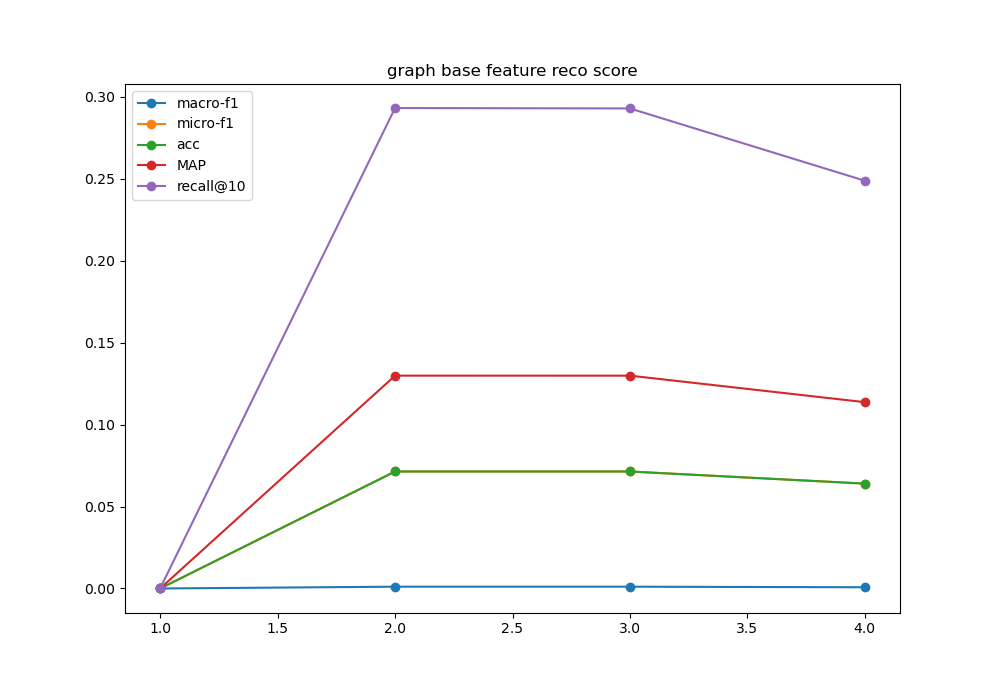 graph base feature reco score
macro-f1
micro-f1
acc
MAP
recall@10
0.30
0.25
0.20
0.15
0.10
0.05
0.00
1.0 1.5 2.0 2.5 3.0 3.5 4.0